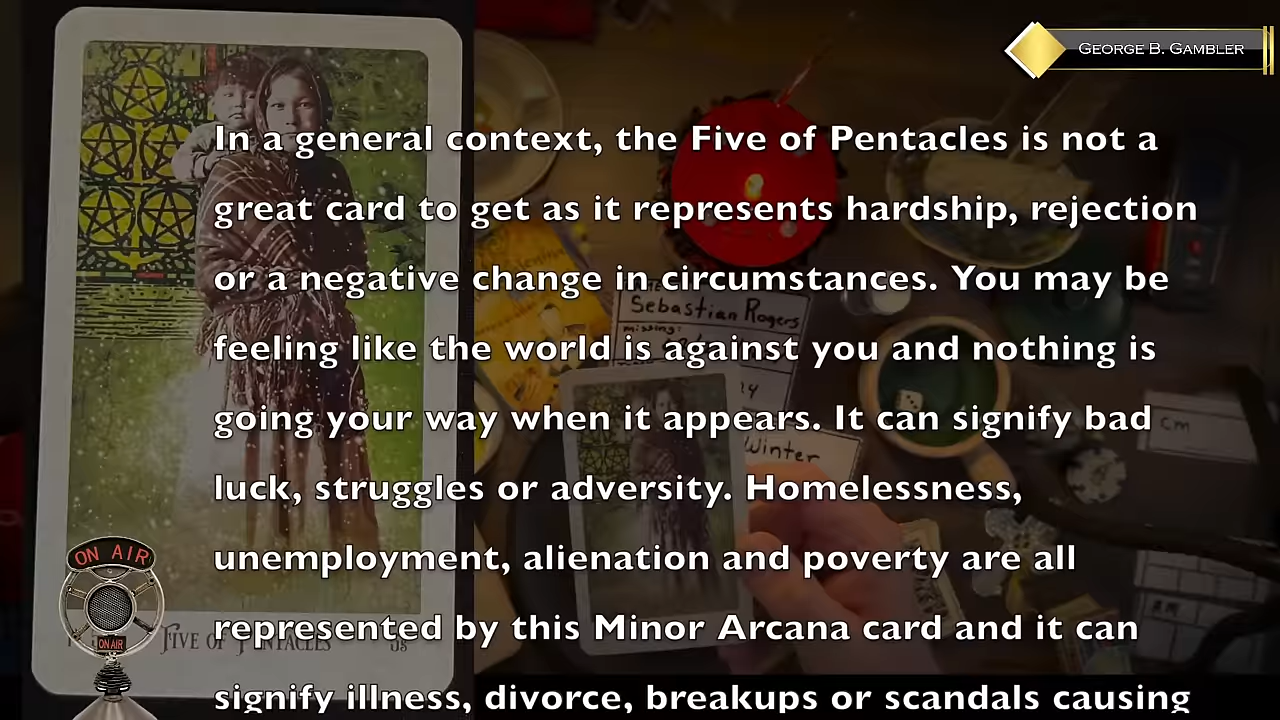 GEORGE B. GAMBLER
In a general context, the Five of Pentacles is not a
great card to get as it represents hardship, rejection
or a negative change in circumstances. You may be
feeling like the world is against you and nothing is
going your way when it appears. It can signify bad
luck, struggles or adversity. Homelessness,
unemployment, alienation and poverty are all
represented by this Minor Arcana card and it can
signify illness, divorce, breakups or scandals causing
Sebastian Rogers
missing:
Winter
cm
ON AIR
ON AIR
FIVE OF PENTACLES